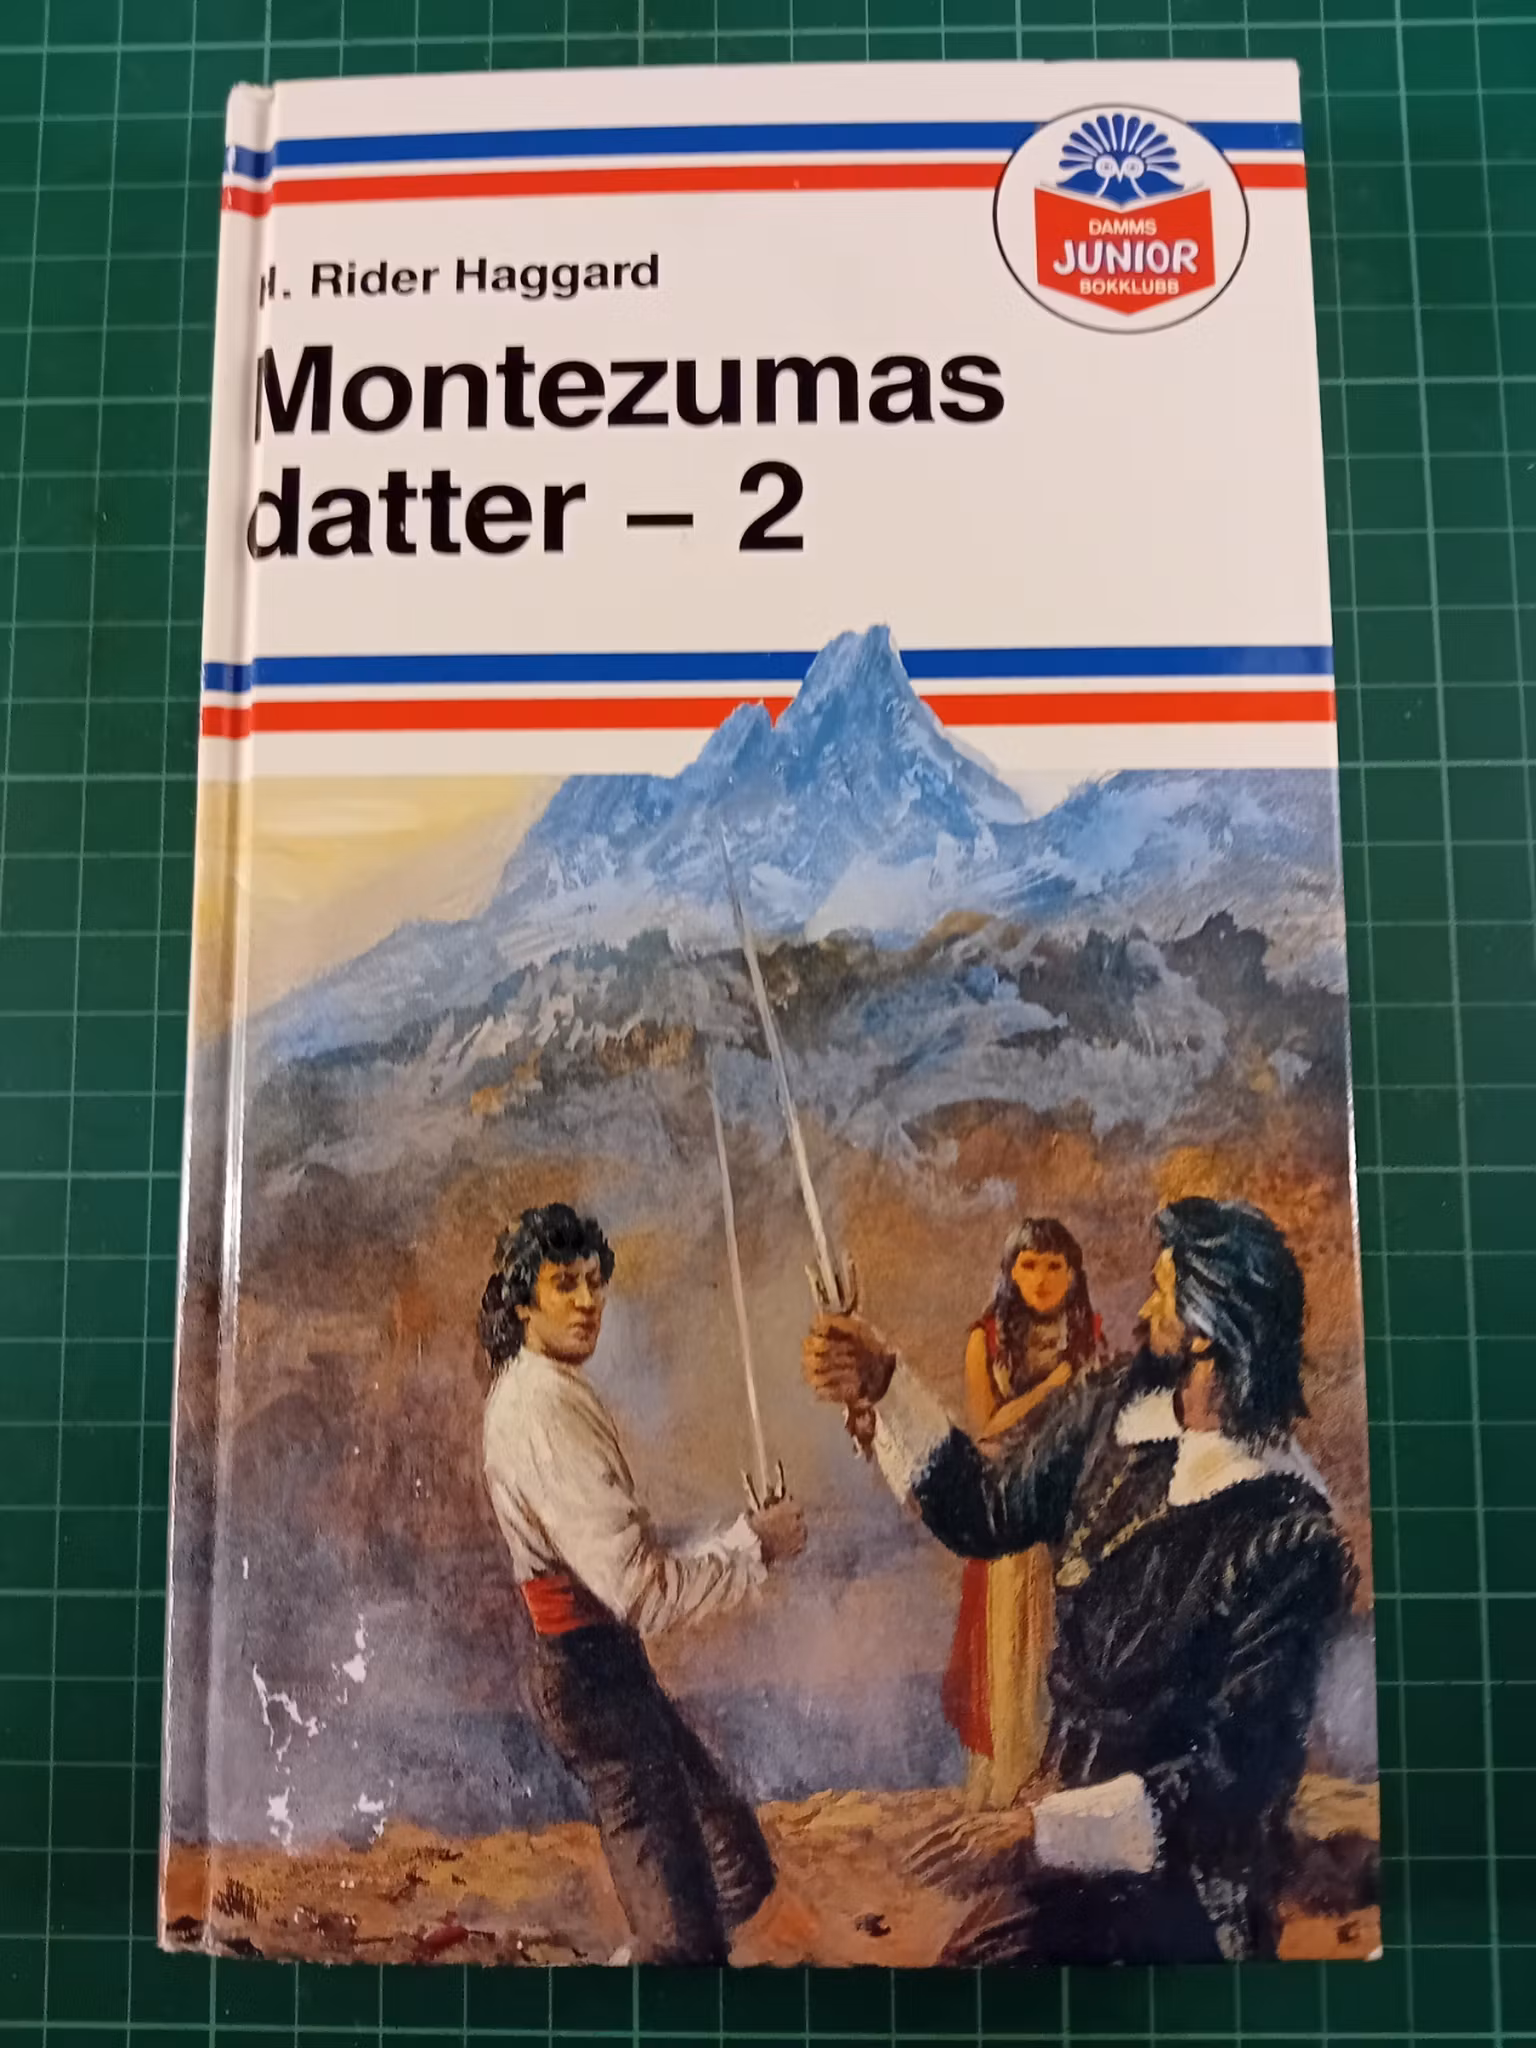 H. Rider Haggard
Montezumas
datter – 2
DAMMS
JUNIOR
BOKKLUBB